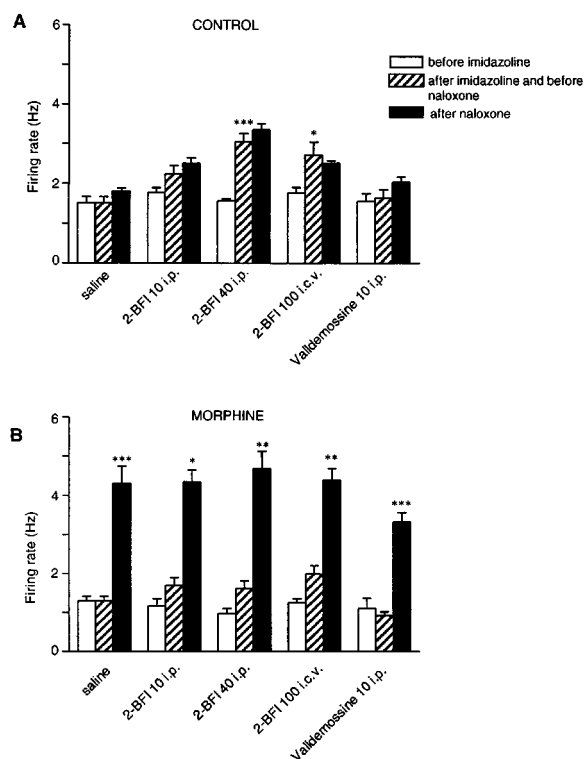 A
CONTROL
before imidazoline
after imidazoline and before
naloxone
after naloxone
Firing rate (Hz)
6
4
2
0
***
*
saline
2-BFI 10 i.p.
2-BFI 40 i.p.
2-BFI 100 i.c.v.
Valldemossine 10 i.p.
B
MORPHINE
Firing rate (Hz)
6
4
2
0
***
*
**
**
***
saline
2-BFI 10 i.p.
2-BFI 40 i.p.
2-BFI 100 i.c.v.
Valldemossine 10 i.p.